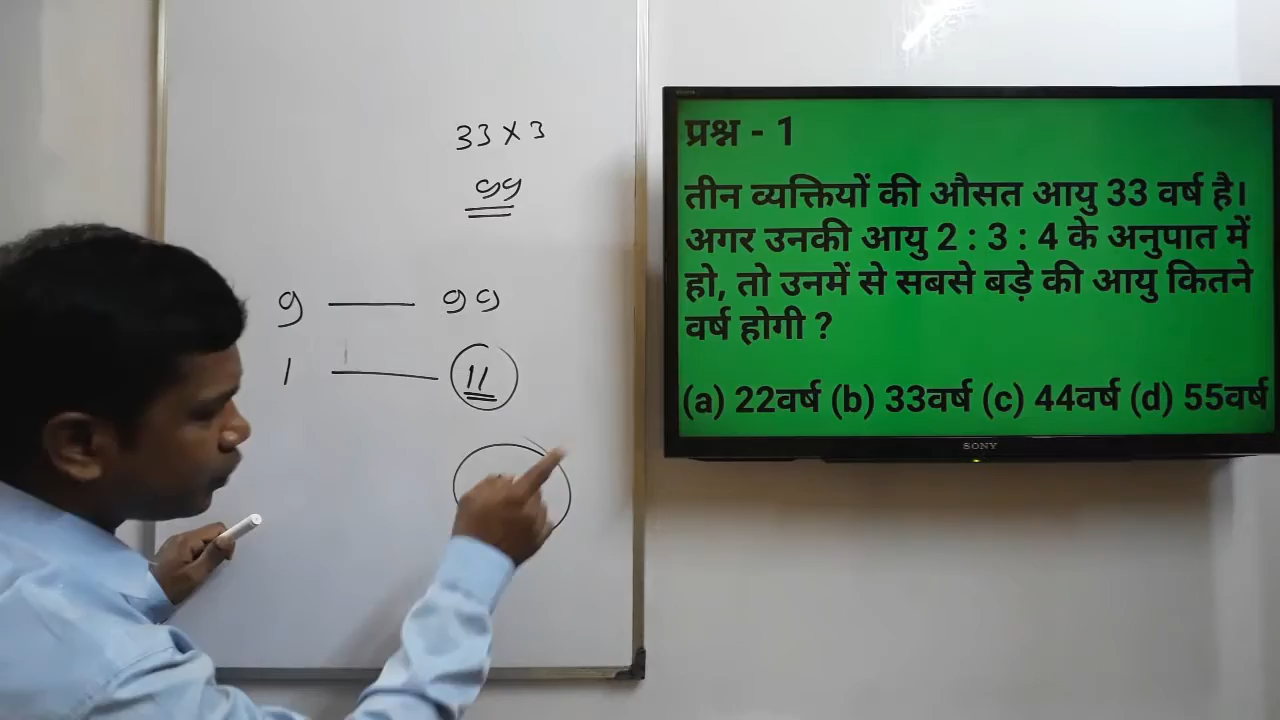 33 × 3
99
9 — 99
1 — 11
प्रश्न - 1
तीन व्यक्तियों की औसत आयु 33 वर्ष है।
अगर उनकी आयु 2 : 3 : 4 के अनुपात में
हो, तो उनमें से सबसे बड़े की आयु कितने
वर्ष होगी ?
(a) 22वर्ष (b) 33वर्ष (c) 44वर्ष (d) 55वर्ष
SONY